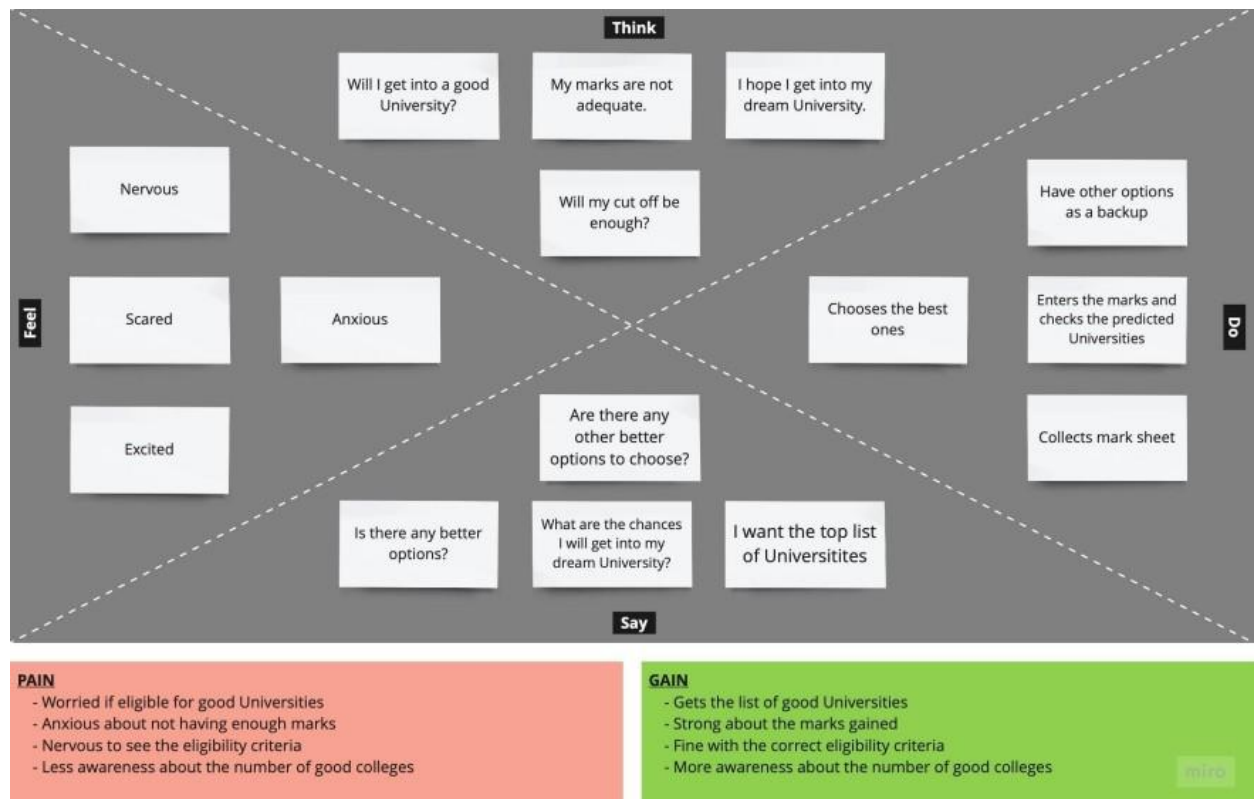 Think
Will I get into a good
University?
My marks are not
adequate.
I hope I get into my
dream University.
Will my cut off be
enough?
Feel
Nervous
Scared
Anxious
Excited
Do
Have other options
as a backup
Chooses the best
ones
Enters the marks and
checks the predicted
Universities
Collects mark sheet
Are there any
other better
options to choose?
Is there any better
options?
What are the chances
I will get into my
dream University?
I want the top list
of Universitites
Say
PAIN
- Worried if eligible for good Universities
- Anxious about not having enough marks
- Nervous to see the eligibility criteria
- Less awareness about the number of good colleges
GAIN
- Gets the list of good Universities
- Strong about the marks gained
- Fine with the correct eligibility criteria
- More awareness about the number of good colleges
miro